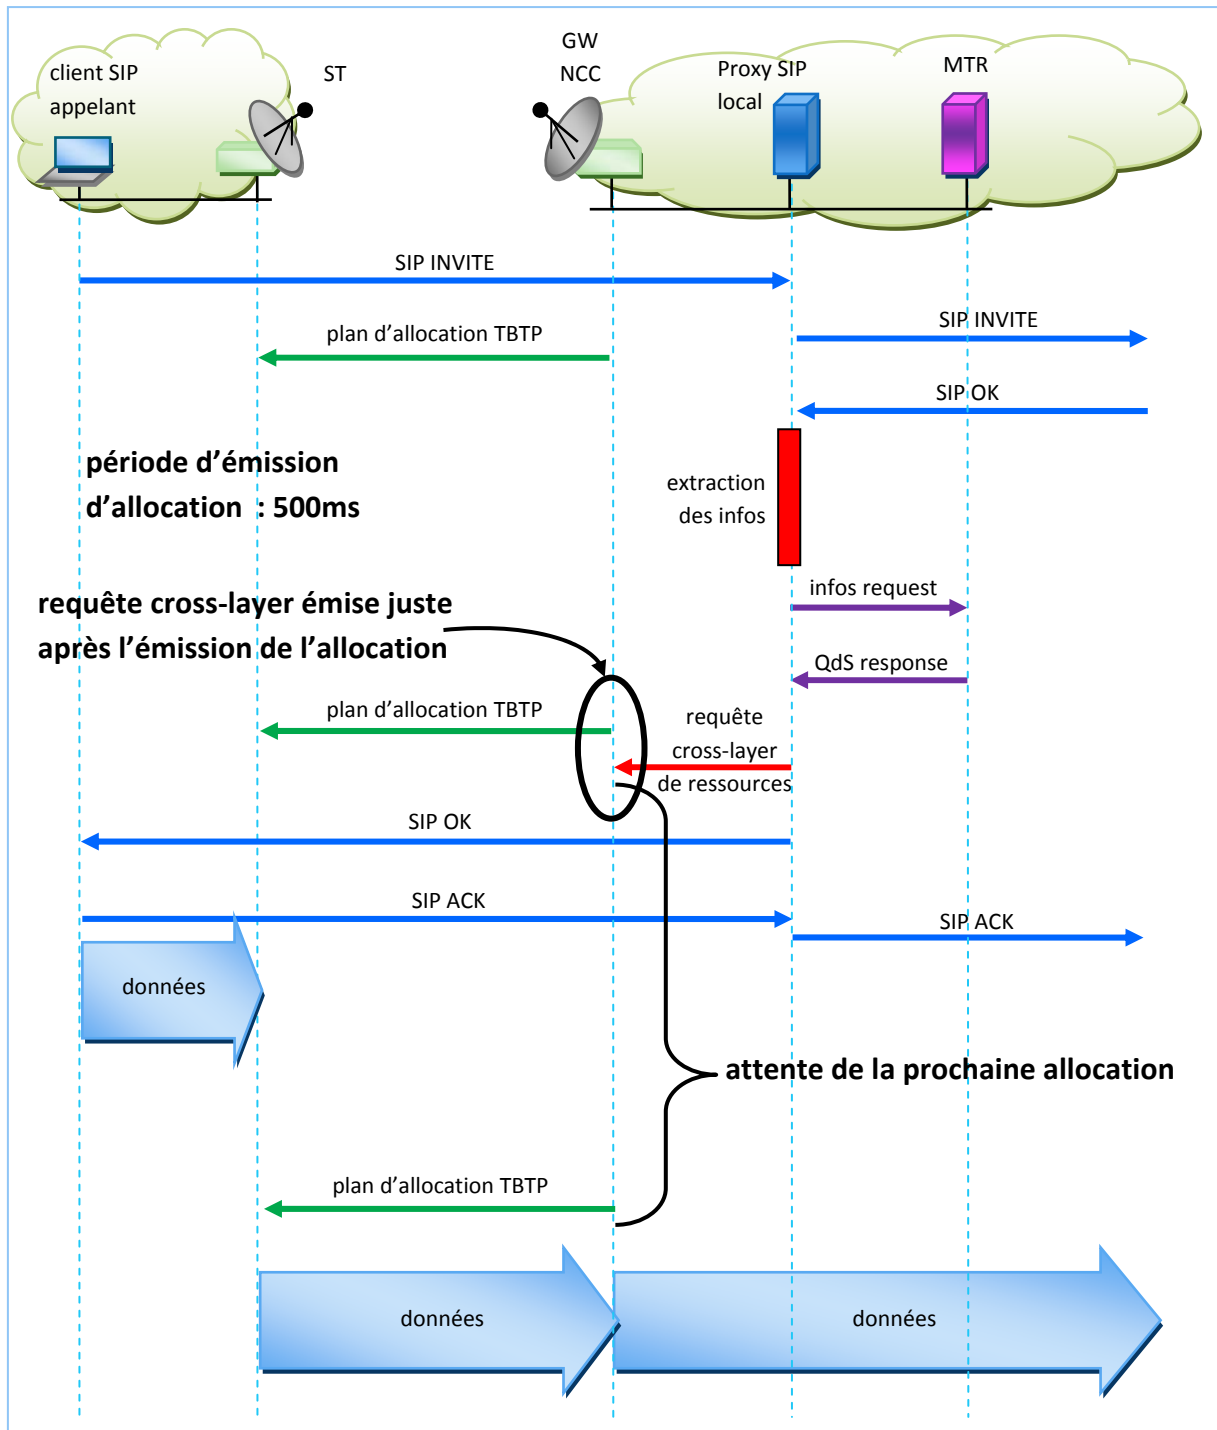 client SIP
appelant
ST
GW
NCC
Proxy SIP
local
MTR
SIP INVITE
plan d’allocation TBTP
SIP INVITE
SIP OK
période d’émission
d’allocation : 500ms
extraction
des infos
infos request
requête cross-layer émise juste
après l’émission de l’allocation
QdS response
plan d’allocation TBTP
requête
cross-layer
de ressources
SIP OK
SIP ACK
SIP ACK
données
attente de la prochaine allocation
plan d’allocation TBTP
données
données